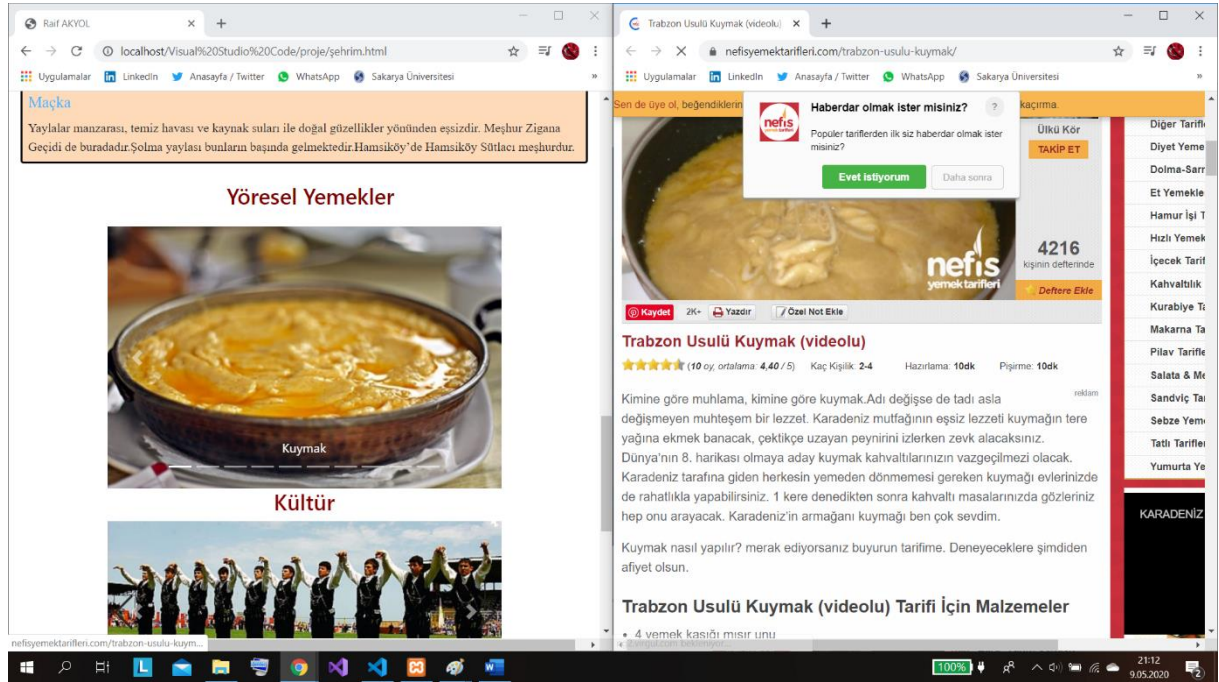 Raif AKYOL
localhost/Visual%20Studio%20Code/proje/şehrim.html
Uygulamalar LinkedIn Anasayfa / Twitter WhatsApp Sakarya Üniversitesi »
Maçka
Yaylalar manzarası, temiz havası ve kaynak suları ile doğal güzellikler yönünden eşsizdir. Meşhur Zigana
Geçidi de buradadır.Şolma yaylası bunların başında gelmektedir.Hamsiköy'de Hamsiköy Sütlacı meşhurdur.
Yöresel Yemekler
Kuymak
Kültür
nefisyemektarifleri.com/trabzon-usulu-kuym...
Trabzon Usulü Kuymak (videolu)
nefisyemektarifleri.com/trabzon-usulu-kuymak/
Uygulamalar LinkedIn Anasayfa / Twitter WhatsApp Sakarya Üniversitesi »
Sen de üye ol, beğendiklerin
kaçırma.
nefis
Haberdar olmak ister misiniz?
?
Popüler tariflerden ilk siz haberdar olmak ister
misiniz?
Evet istiyorum Daha sonra
Ülkü Kör
TAKİP ET
4216
kişinin defterinde
Deftere Ekle
nefis
yemek tarifleri
Kaydet 2K+ Yazdır Özel Not Ekle
Trabzon Usulü Kuymak (videolu)
(10 oy, ortalama: 4,40 / 5) Kaç Kişilik: 2-4 Hazırlama: 10dk Pişirme: 10dk
reklam
Kimine göre muhlama, kimine göre kuymak.Adı değişse de tadı asla
değişmeyen muhteşem bir lezzet. Karadeniz mutfağının eşsiz lezzeti kuymağın tere
yağına ekmek banacak, çektikçe uzayan peynirini izlerken zevk alacaksınız.
Dünya'nın 8. harikası olmaya aday kuymak kahvaltılarınızın vazgeçilmezi olacak.
Karadeniz tarafına giden herkesin yemeden dönmemesi gereken kuymağı evlerinizde
de rahatlıkla yapabilirsiniz. 1 kere denedikten sonra kahvaltı masalarınızda gözleriniz
hep onu arayacak. Karadeniz'in armağanı kuymağı ben çok sevdim.
Kuymak nasıl yapılır? merak ediyorsanız buyurun tarifime. Deneyeceklere şimdiden
afiyet olsun.
Trabzon Usulü Kuymak (videolu) Tarifi İçin Malzemeler
• 4 yemek kaşığı mısır unu
Diğer Tarifle
Diyet Yeme
Dolma-Sarr
Et Yemekle
Hamur İşi T
Hızlı Yemek
İçecek Tarif
Kahvaltılık
Kurabiye Ta
Makarna Ta
Pilav Tarifle
Salata & Me
Sandviç Tar
Sebze Yem
Tatlı Tarifler
Yumurta Ye
KARADENİZ
100%
21:12
9.05.2020
2